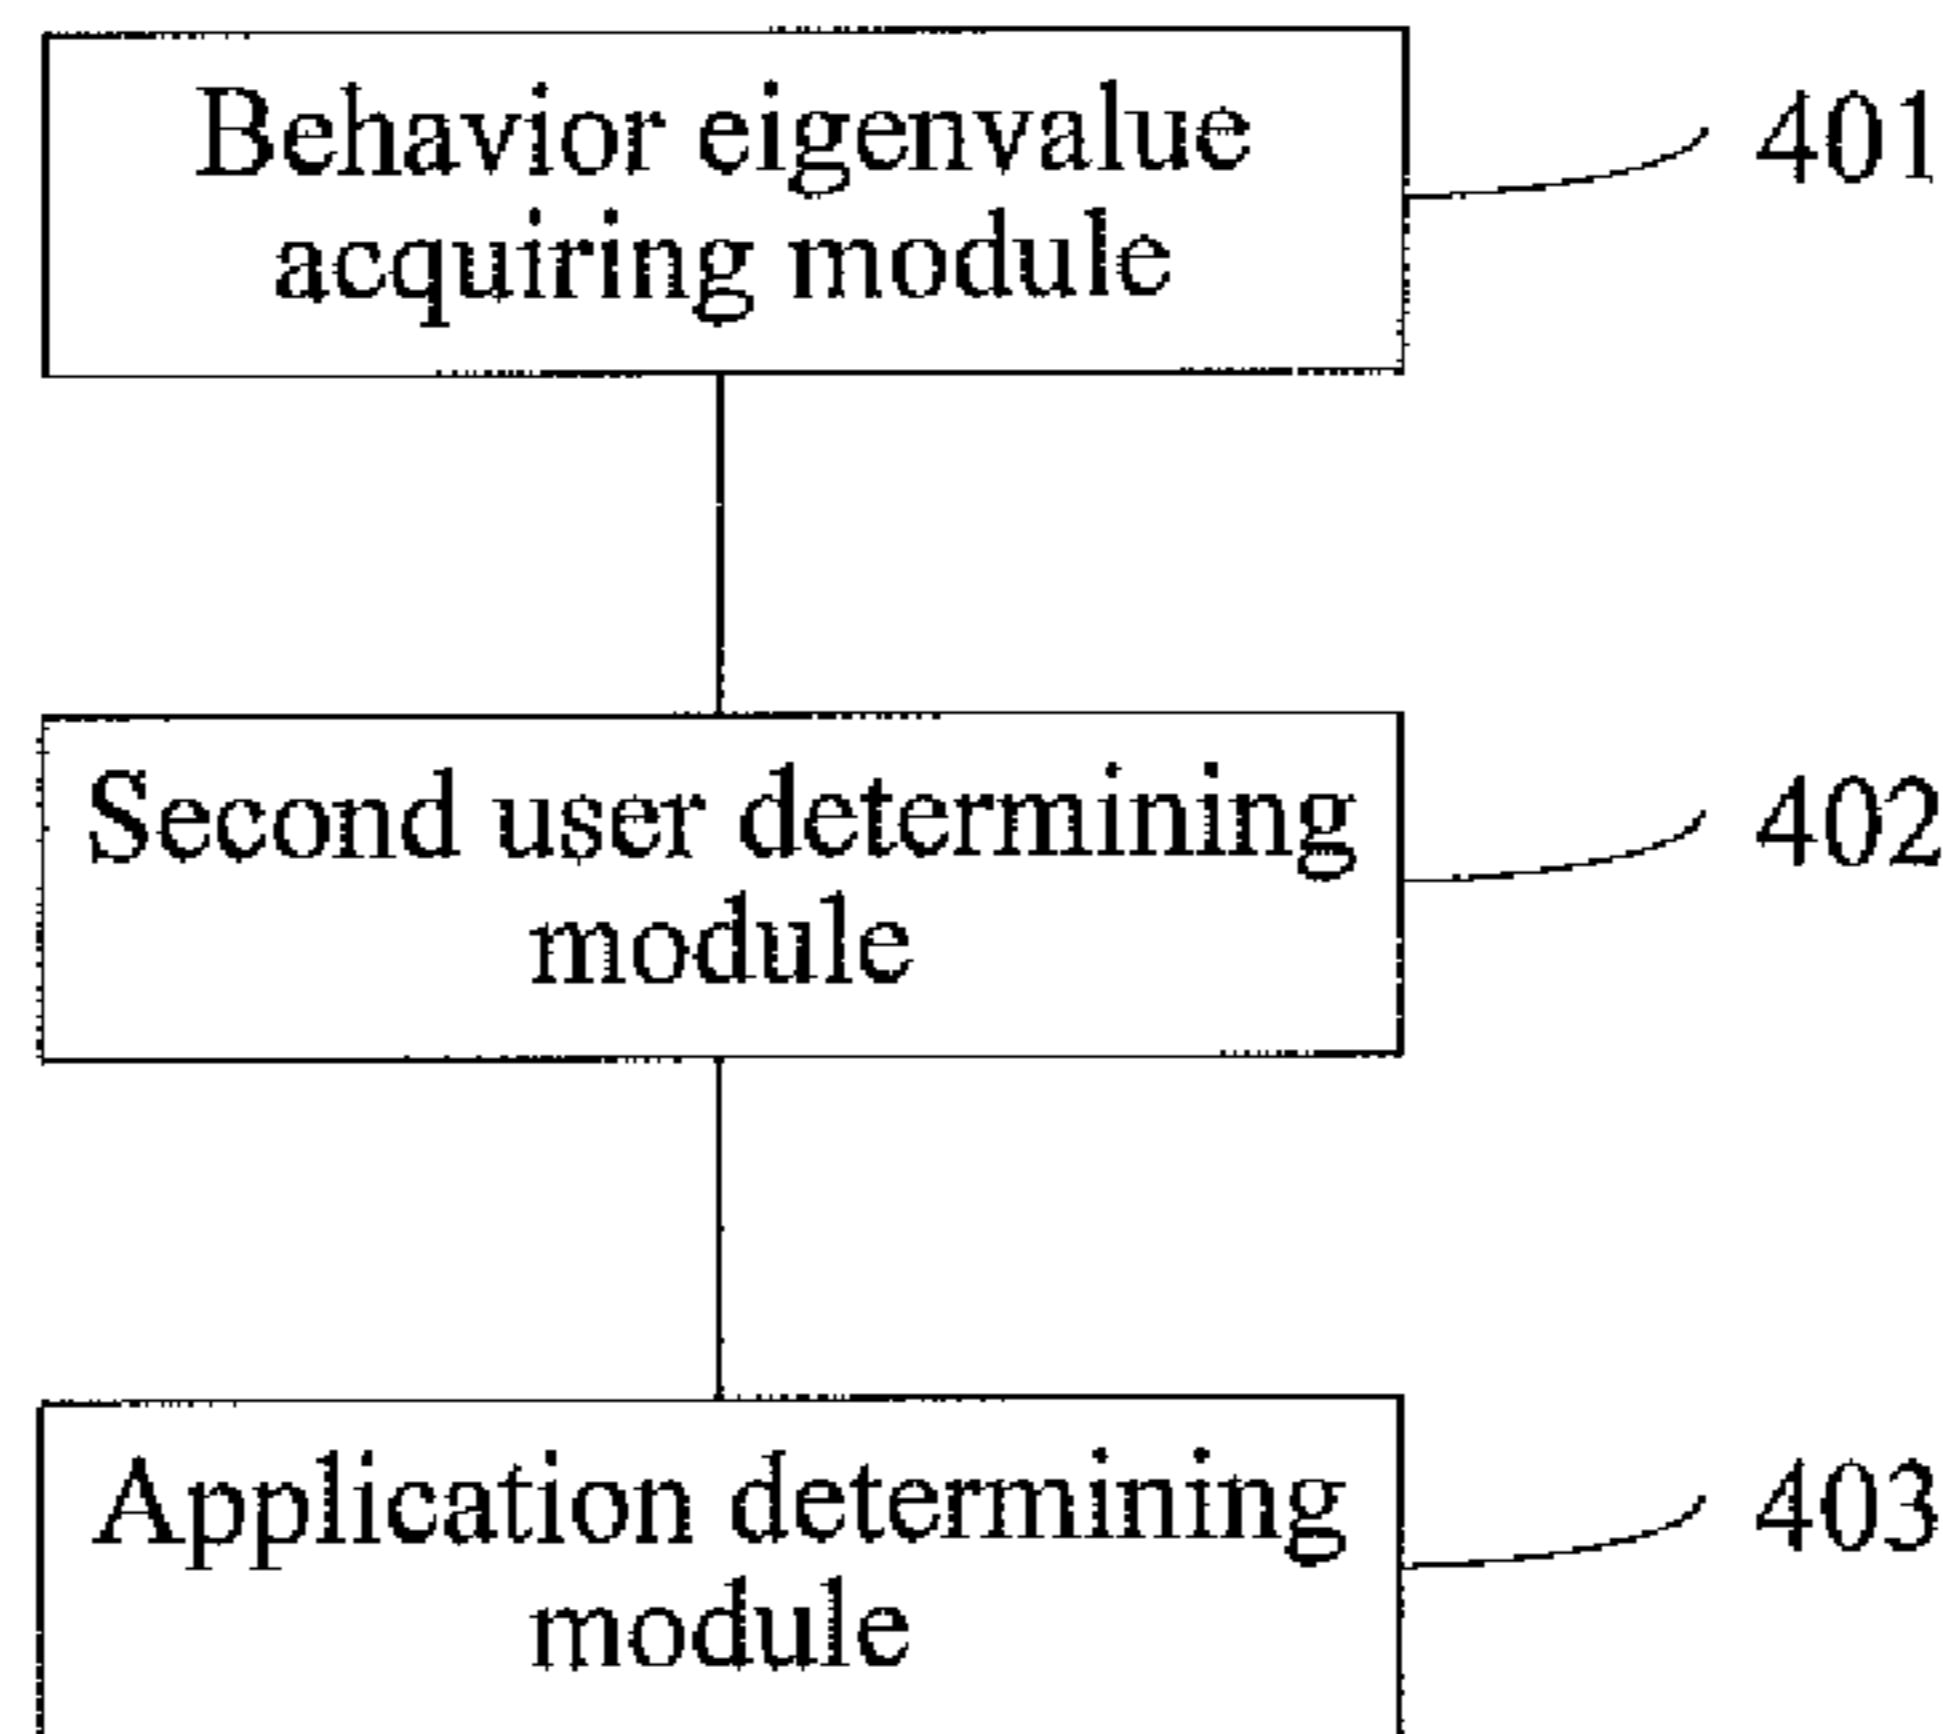 Behavior eigenvalue
acquiring module
401
Second user determining
module
402
Application determining
module
403